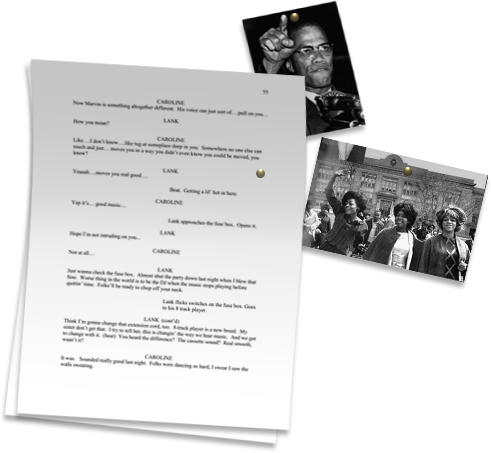 55
CAROLINE
Now Marvin is something altogether different. His voice can just sort of… pull on you…
LANK
How you mean?
CAROLINE
Like… I don't know… like tug at someplace deep in you. Somewhere no one else can
touch and just… moves you in a way you didn't even know you could be moved, you
know?
LANK
Yeaaah…moves you real good….
Beat. Getting a lil' hot in here.
CAROLINE
Yap it's… good music…
Lank approaches the fuse box. Opens it.
LANK
Hope I'm not intruding on you..
CAROLINE
Not at all..
LANK
Just wanna check the fuse box. Almost shut the party down last night when I blew that
fuse. Worse thing in the world is to be the DJ when the music stops playing before
quittin' time. Folks'll be ready to chop off your neck.
Lank flicks switches on the fuse box. Goes
to his 8 track player.
LANK (cont'd)
Think I'm gonna change that extension cord, too. 8-track player is a new breed. My
sister don't get that. I try to tell her, this is changin' the way we hear music. And we got
to change with it. (beat) You heard the difference? The cassette sound? Real smooth,
wasn't it?
CAROLINE
It was. Sounded really good last night. Folks were dancing so hard, I swear I saw the
walls sweating.